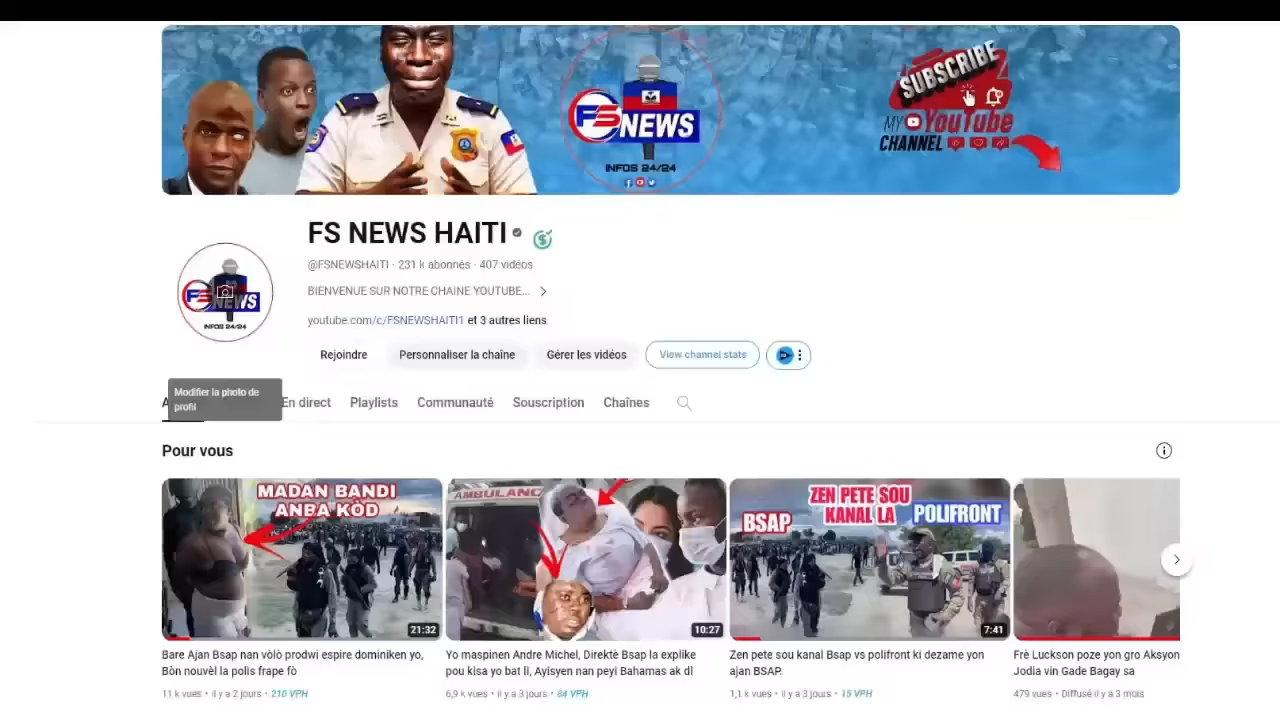 SUBSCRIBE
MY YouTube
CHANNEL
FS NEWS
INFOS 24/24
FS NEWS HAITI
@FSNEWSHAITI · 231 k abonnés · 407 vidéos
BIENVENUE SUR NOTRE CHAINE YOUTUBE...
youtube.com/c/FSNEWSHAITI1 et 3 autres liens
FS NEWS
INFOS 24/24
Rejoindre Personnaliser la chaîne Gérer les vidéos View channel stats
Modifier la photo de
profil
A En direct Playlists Communauté Souscription Chaînes
Pour vous
MADAN BANDI
ANBA KÒD
21:32
AMBULANC
10:27
ZEN PETE SOU
KANAL LA
BSAP
POLIFRONT
7:41
Bare Ajan Bsap nan vòlò prodwi espire dominiken yo,
Bòn nouvèl la polis frape fò
11 k vues • il y a 2 jours • 210 VPH
Yo maspinen Andre Michel, Direktè Bsap la explike
pou kisa yo bat li, Ayisyen nan peyi Bahamas ak dl
6,9 k vues • il y a 3 jours • 84 VPH
Zen pete sou kanal Bsap vs polifront ki dezame yon
ajan BSAP.
1,1 k vues • il y a 3 jours • 15 VPH
Frè Luckson poze yon gro Aksyon
Jodia vin Gade Bagay sa
479 vues • Diffusé il y a 3 mois